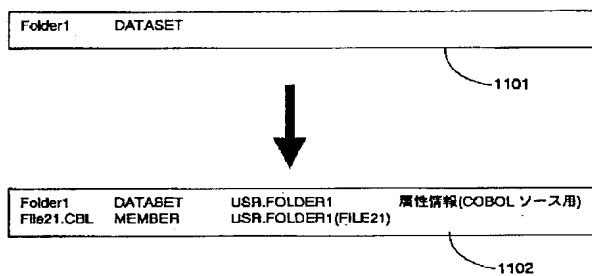 Folder1 DATASET
1101
Folder1 DATASET USR.FOLDER1 属性情報(COBOL ソース用)
File21.CBL MEMBER USR.FOLDER1(FILE21)
1102